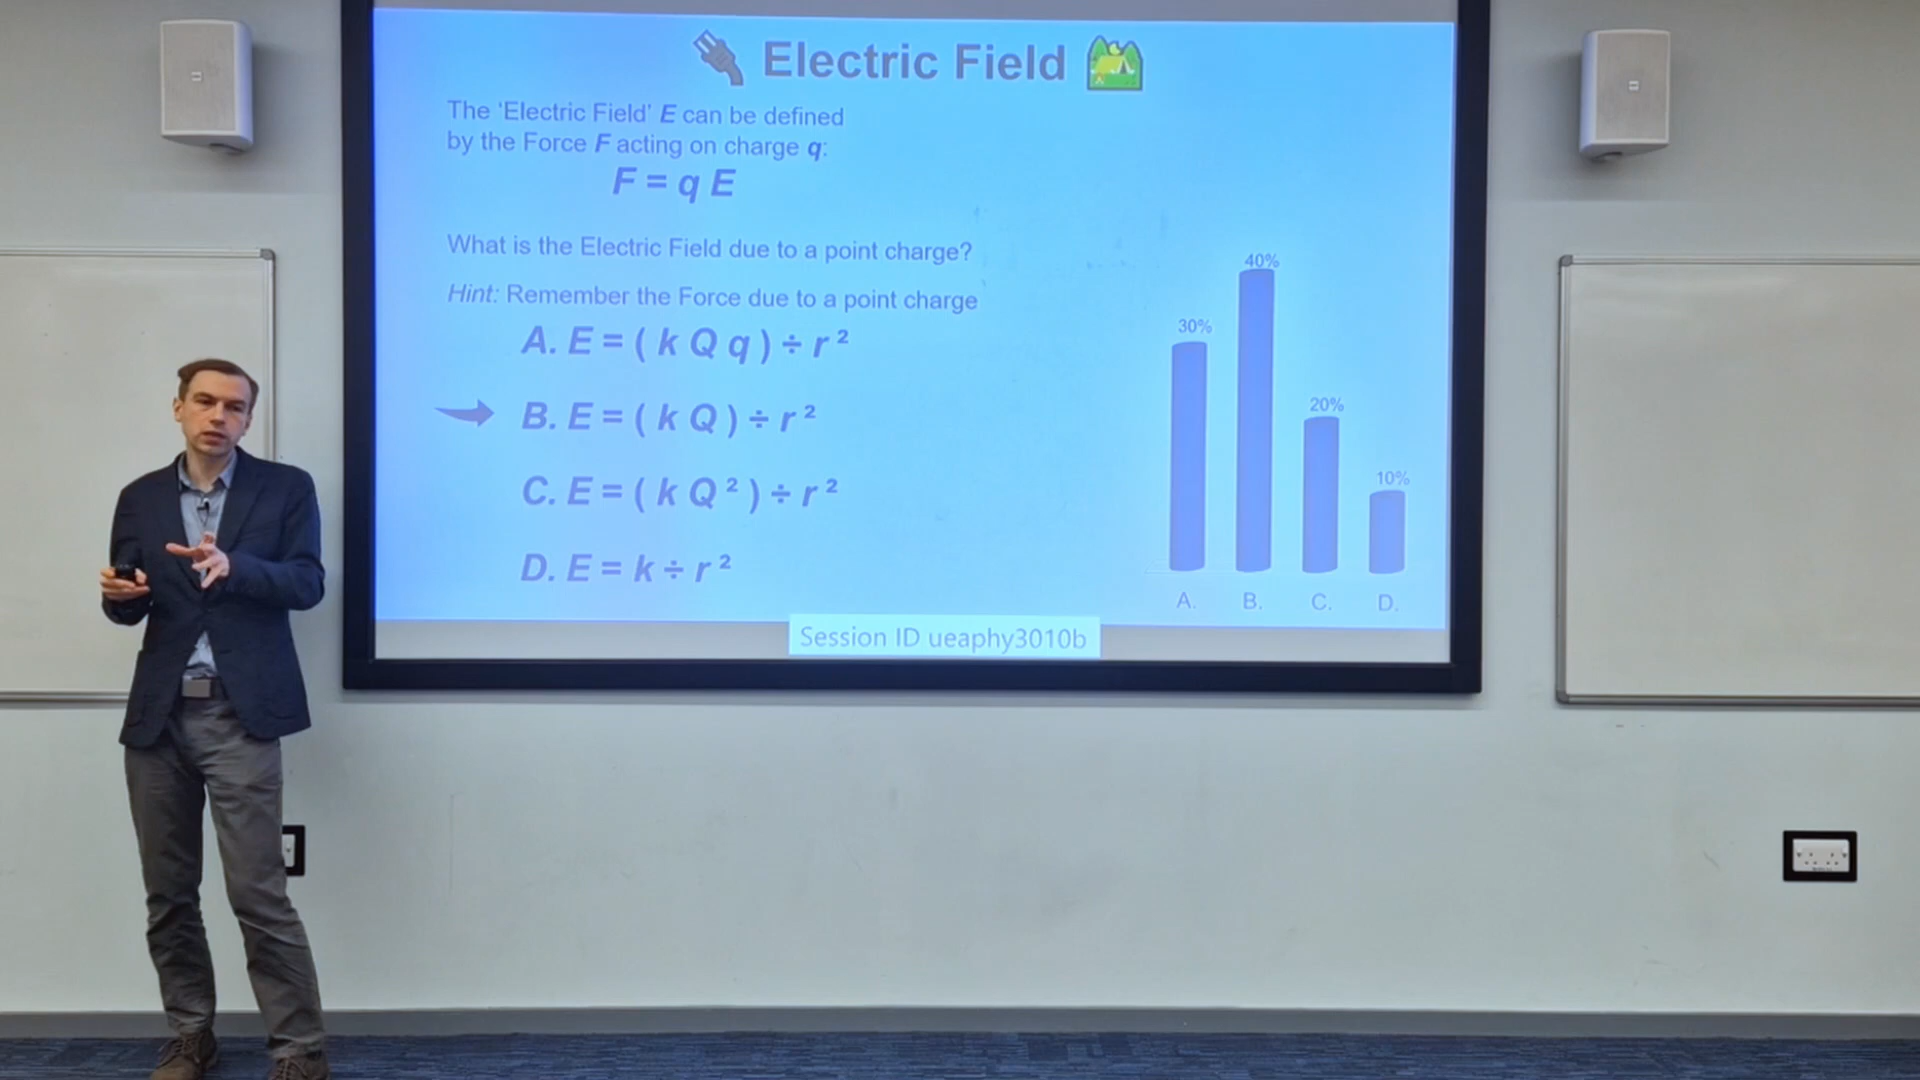 Electric Field
The ‘Electric Field’ E can be defined
by the Force F acting on charge q:
F = q E
What is the Electric Field due to a point charge?
Hint: Remember the Force due to a point charge
A. E = ( k Q q ) ÷ r ²
B. E = ( k Q ) ÷ r ²
C. E = ( k Q ² ) ÷ r ²
D. E = k ÷ r ²
30%
40%
20%
10%
A. B. C. D.
Session ID ueaphy3010b